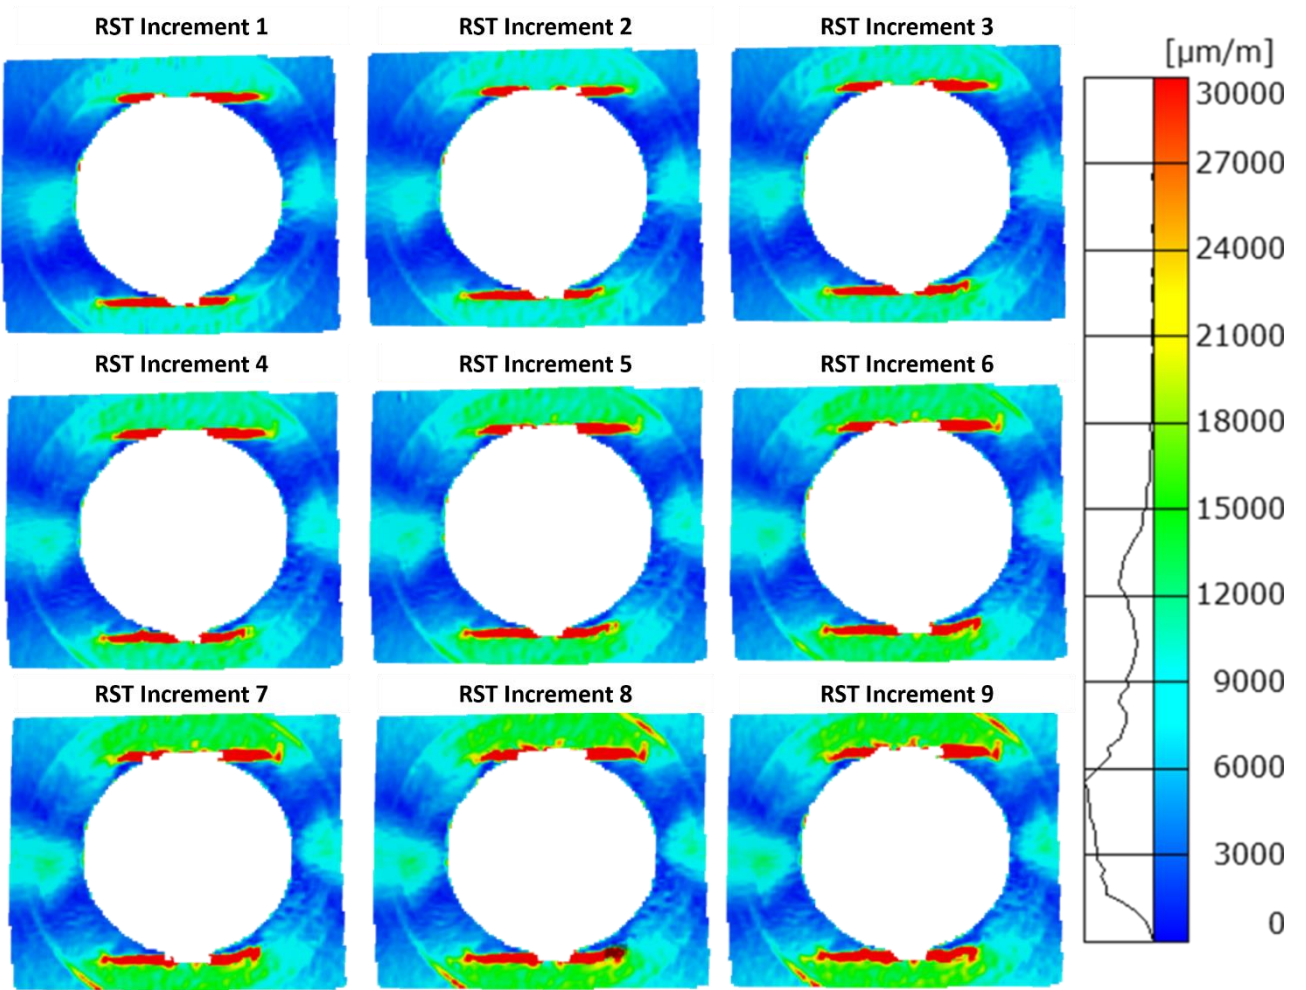 RST Increment 1
RST Increment 2
RST Increment 3
[µm/m]
30000
27000
24000
21000
RST Increment 4
RST Increment 5
RST Increment 6
18000
15000
12000
9000
RST Increment 7
RST Increment 8
RST Increment 9
6000
3000
0